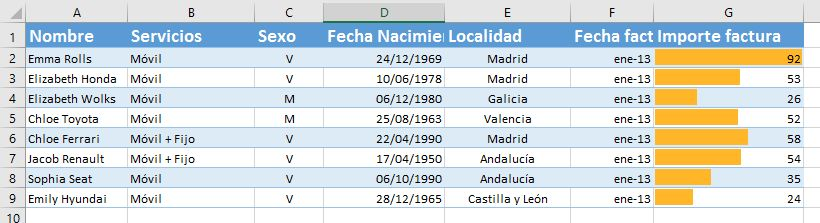 A B C D E F G
1 Nombre Servicios Sexo Fecha Nacimier Localidad Fecha fact Importe factura
2 Emma Rolls Móvil V 24/12/1969 Madrid ene-13 92
3 Elizabeth Honda Móvil V 10/06/1978 Madrid ene-13 53
4 Elizabeth Wolks Móvil M 06/12/1980 Galicia ene-13 26
5 Chloe Toyota Móvil M 25/08/1963 Valencia ene-13 52
6 Chloe Ferrari Móvil + Fijo V 22/04/1990 Madrid ene-13 58
7 Jacob Renault Móvil + Fijo V 17/04/1950 Andalucía ene-13 54
8 Sophia Seat Móvil V 06/10/1990 Andalucía ene-13 35
9 Emily Hyundai Móvil V 28/12/1965 Castilla y León ene-13 24
10